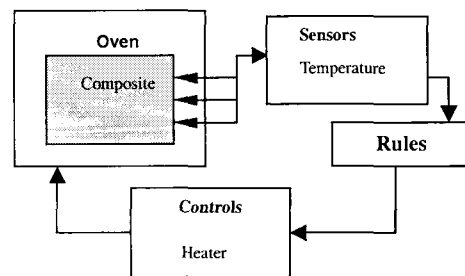 Oven
Composite
Sensors
Temperature
Rules
Controls
Heater